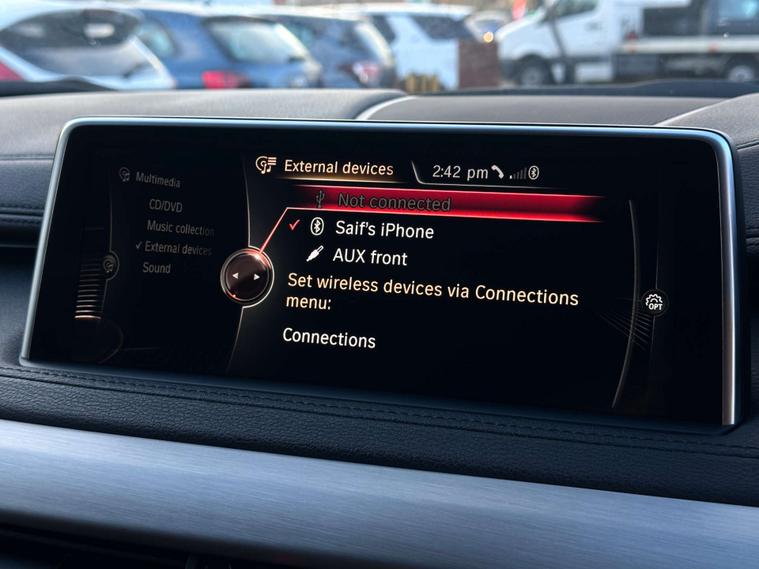 Multimedia
CD/DVD
Music collection
External devices
Sound
External devices
2:42 pm
Not connected
Saif's iPhone
AUX front
Set wireless devices via Connections
menu:
Connections
OPT